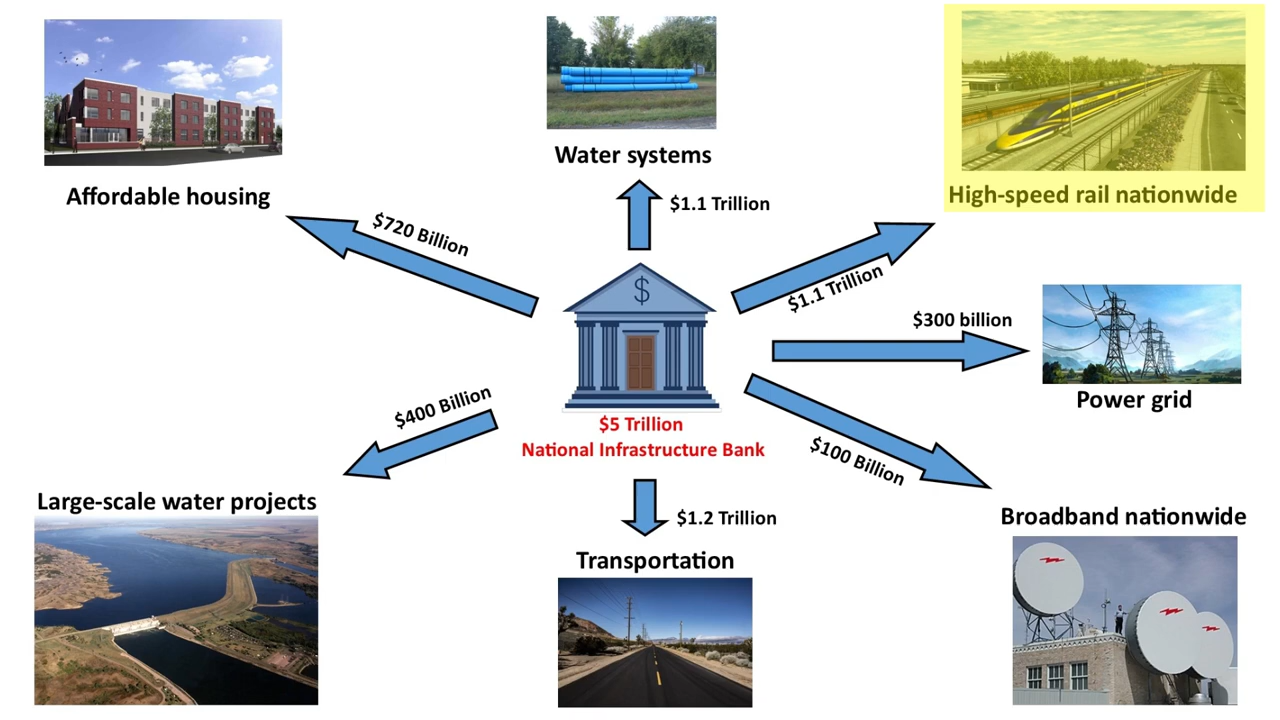 Water systems
High-speed rail nationwide
Affordable housing
$1.1 Trillion
$720 Billion
$1.1 Trillion
$
$300 billion
Power grid
$400 Billion
$5 Trillion
National Infrastructure Bank
$100 Billion
Large-scale water projects
$1.2 Trillion
Broadband nationwide
Transportation